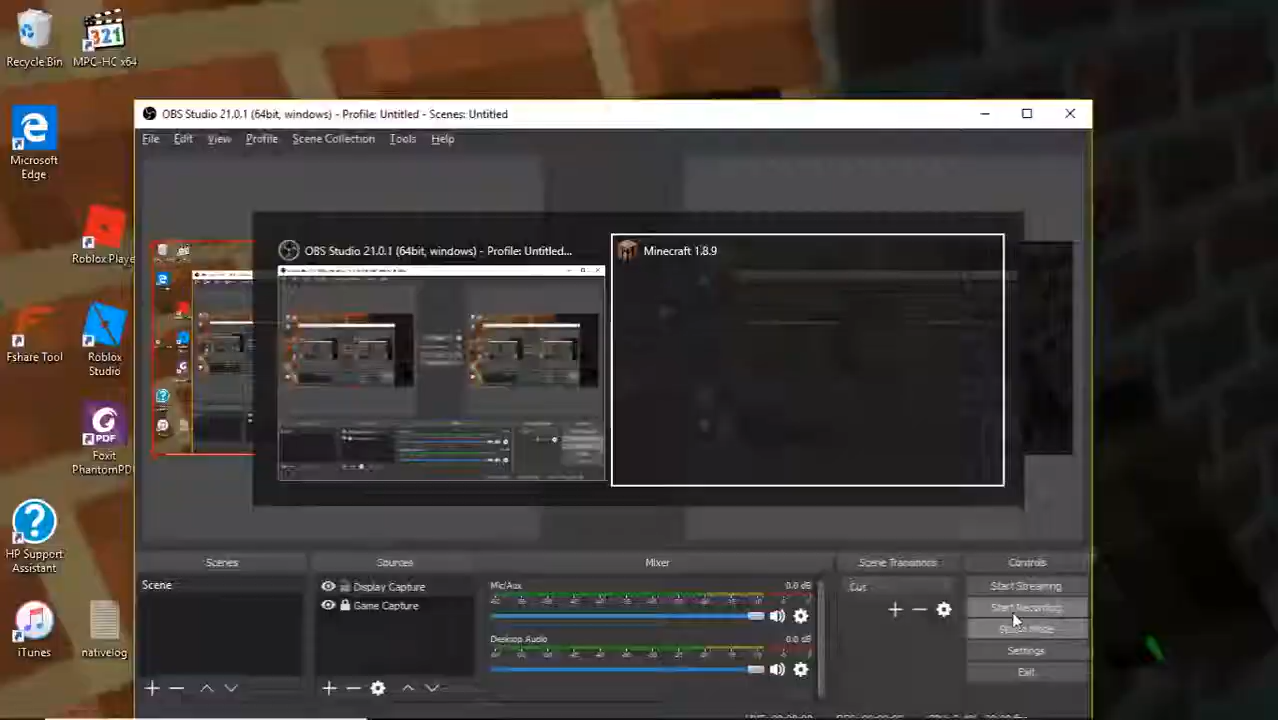 Recycle Bin
MPC-HC x64
Microsoft
Edge
Roblox Playe
Fshare Tool
Roblox
Studio
Foxit
PhantomPD
HP Support
Assistant
iTunes
nativelog
OBS Studio 21.0.1 (64bit, windows) - Profile: Untitled - Scenes: Untitled
File Edit View Profile Scene Collection Tools Help
OBS Studio 21.0.1 (64bit, windows) - Profile: Untitled...
Minecraft 1.8.9
Scenes
Sources
Mixer
Scene Transitions
Controls
Scene
Display Capture
Game Capture
Mic/Aux
0.0 dB
Desktop Audio
0.0 dB
Cut
Start Streaming
Start Recording
Studio Mode
Settings
Exit